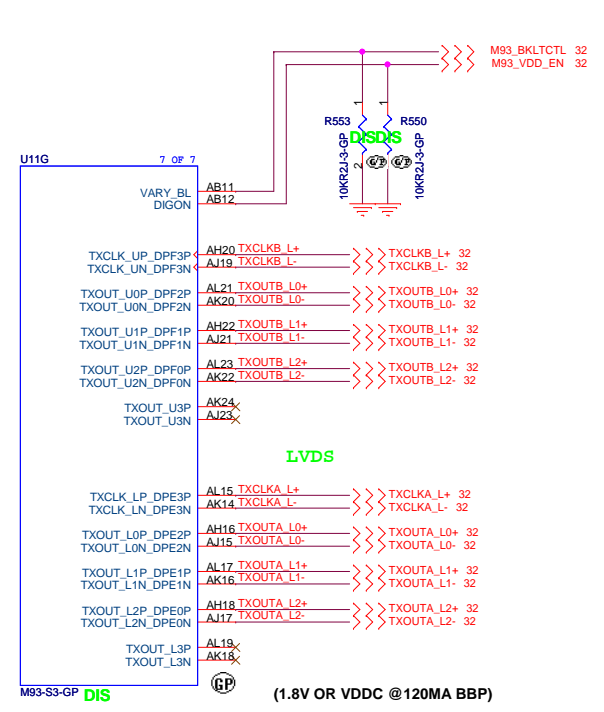 M93_BKLTCTL 32
M93_VDD_EN 32
1 1
R553 R550
DIS DIS
10KR2J-3-GP 10KR2J-3-GP
2 G/P G/P
U11G 7 OF 7
VARY_BL AB11
DIGON AB12
TXCLK_UP_DPF3P AH20 TXCLKB_L+ TXCLKB_L+ 32
TXCLK_UN_DPF3N AJ19 TXCLKB_L- TXCLKB_L- 32
TXOUT_U0P_DPF2P AL21 TXOUTB_L0+ TXOUTB_L0+ 32
TXOUT_U0N_DPF2N AK20 TXOUTB_L0- TXOUTB_L0- 32
TXOUT_U1P_DPF1P AH22 TXOUTB_L1+ TXOUTB_L1+ 32
TXOUT_U1N_DPF1N AJ21 TXOUTB_L1- TXOUTB_L1- 32
TXOUT_U2P_DPF0P AL23 TXOUTB_L2+ TXOUTB_L2+ 32
TXOUT_U2N_DPF0N AK22 TXOUTB_L2- TXOUTB_L2- 32
TXOUT_U3P AK24
TXOUT_U3N AJ23
LVDS
TXCLK_LP_DPE3P AL15 TXCLKA_L+ TXCLKA_L+ 32
TXCLK_LN_DPE3N AK14 TXCLKA_L- TXCLKA_L- 32
TXOUT_L0P_DPE2P AH16 TXOUTA_L0+ TXOUTA_L0+ 32
TXOUT_L0N_DPE2N AJ15 TXOUTA_L0- TXOUTA_L0- 32
TXOUT_L1P_DPE1P AL17 TXOUTA_L1+ TXOUTA_L1+ 32
TXOUT_L1N_DPE1N AK16 TXOUTA_L1- TXOUTA_L1- 32
TXOUT_L2P_DPE0P AH18 TXOUTA_L2+ TXOUTA_L2+ 32
TXOUT_L2N_DPE0N AJ17 TXOUTA_L2- TXOUTA_L2- 32
TXOUT_L3P AL19
TXOUT_L3N AK18
M93-S3-GP DIS GP (1.8V OR VDDC @120MA BBP)